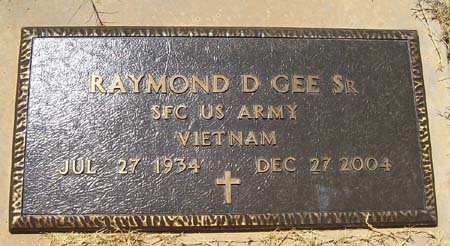 RAYMOND D GEE SR
SFC US ARMY
VIETNAM
JUL 27 1934 DEC 27 2004